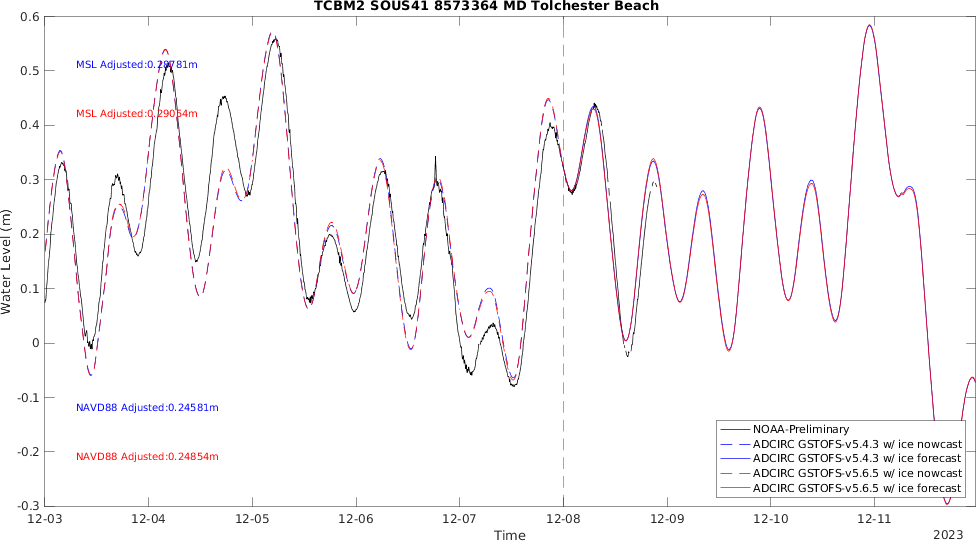 TCBM2 SOUS41 8573364 MD Tolchester Beach
0.6
0.5
0.4
0.3
0.2
0.1
0
-0.1
-0.2
-0.3
Water Level (m)
MSL Adjusted:0.28781m
MSL Adjusted:0.29054m
NAVD88 Adjusted:0.24581m
NAVD88 Adjusted:0.24854m
NOAA-Preliminary
ADCIRC GSTOFS-v5.4.3 w/ ice nowcast
ADCIRC GSTOFS-v5.4.3 w/ ice forecast
ADCIRC GSTOFS-v5.6.5 w/ ice nowcast
ADCIRC GSTOFS-v5.6.5 w/ ice forecast
12-03 12-04 12-05 12-06 12-07 12-08 12-09 12-10 12-11
Time
2023